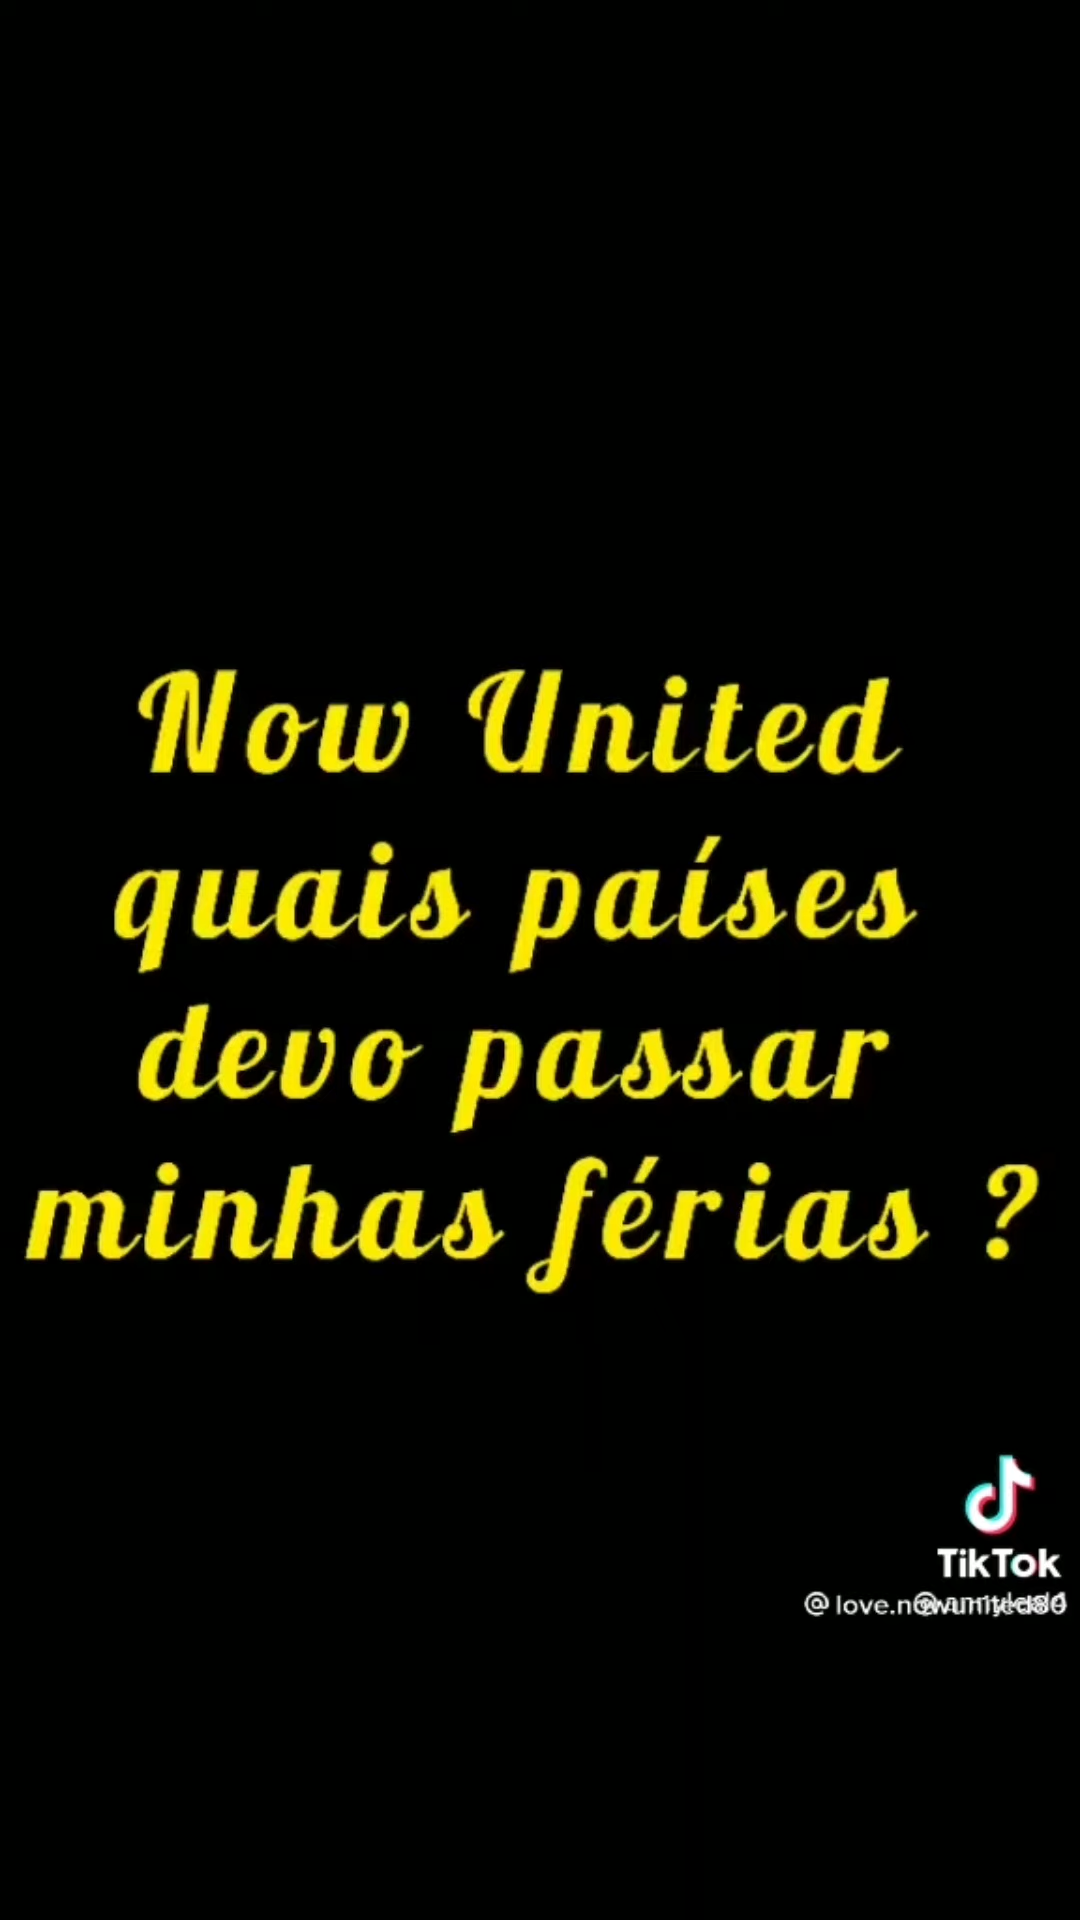 Now United
quais países
devo passar
minhas férias ?
TikTok